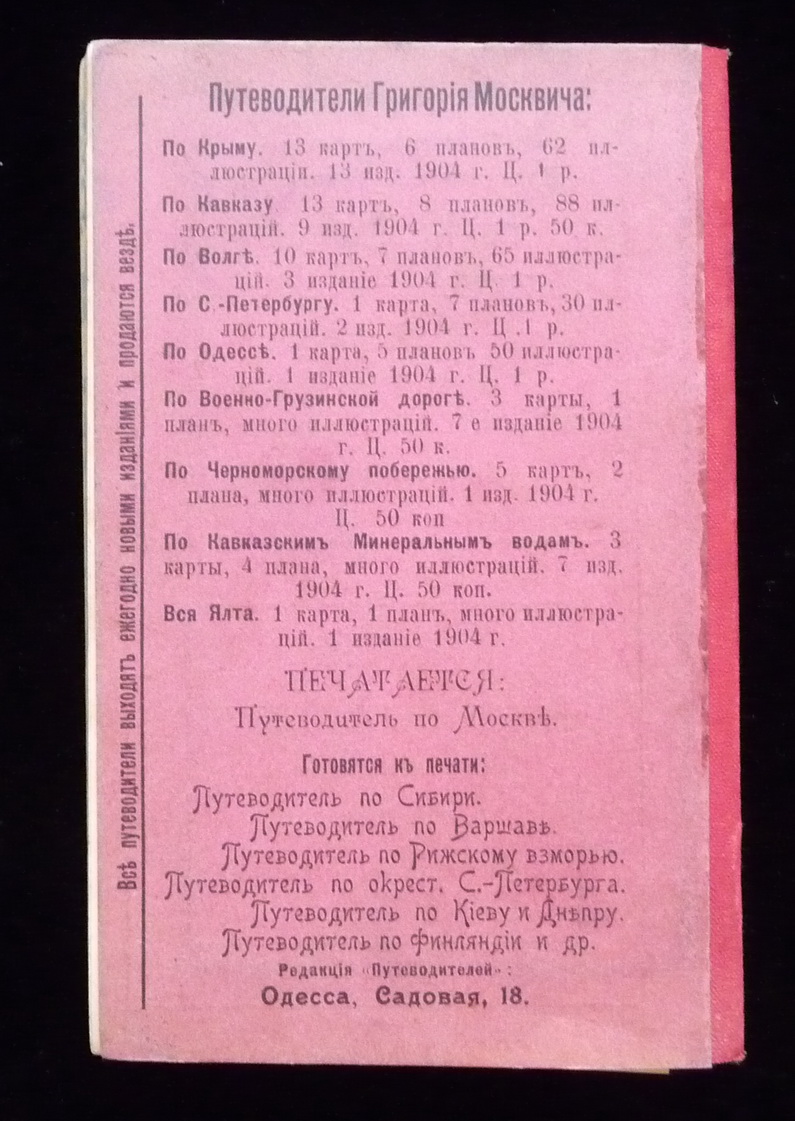 Путеводители Григорія Москвича:
По Крыму. 13 картъ, 6 плановъ, 62 ил-
люстраціи. 13 изд. 1904 г. Ц. 1 р.
По Кавказу 13 картъ, 8 плановъ, 88 ил-
люстрацій. 9 изд. 1904 г. Ц. 1 р. 50 к.
По Волгѣ. 10 картъ, 7 плановъ, 65 иллюстра-
цій. 3 изданіе 1904 г. Ц. 1 р.
По С.-Петербургу. 1 карта, 7 плановъ, 30 ил-
люстрацій. 2 изд. 1904 г. Ц .1 р.
По Одессѣ. 1 карта, 5 плановъ 50 иллюстра-
цій. 1 изданіе 1904 г. Ц. 1 р.
По Военно-Грузинской дорогѣ. 3 карты, 1
планъ, много иллюстрацій. 7 е изданіе 1904
г. Ц. 50 к.
По Черноморскому побережью. 5 картъ, 2
плана, много иллюстрацій. 1 изд. 1904 г.
Ц. 50 коп
По Кавказскимъ Минеральнымъ водамъ. 3
карты, 4 плана, много иллюстрацій. 7 изд.
1904 г. Ц. 50 коп.
Вся Ялта. 1 карта, 1 планъ, много иллюстра-
цій. 1 изданіе 1904 г.
ПЕЧАТАЕТСЯ:
Путеводитель по Москвѣ.
Готовятся къ печати:
Путеводитель по Сибири.
Путеводитель по Варшавѣ.
Путеводитель по Рижскому взморью.
Путеводитель по окрест. С.-Петербурга.
Путеводитель по Кіеву и Днѣпру.
Путеводитель по Финляндіи и др.
Редакція "Путеводителей":
Одесса, Садовая, 18.
Всѣ путеводители выходятъ ежегодно новыми изданіями и продаются вездѣ.